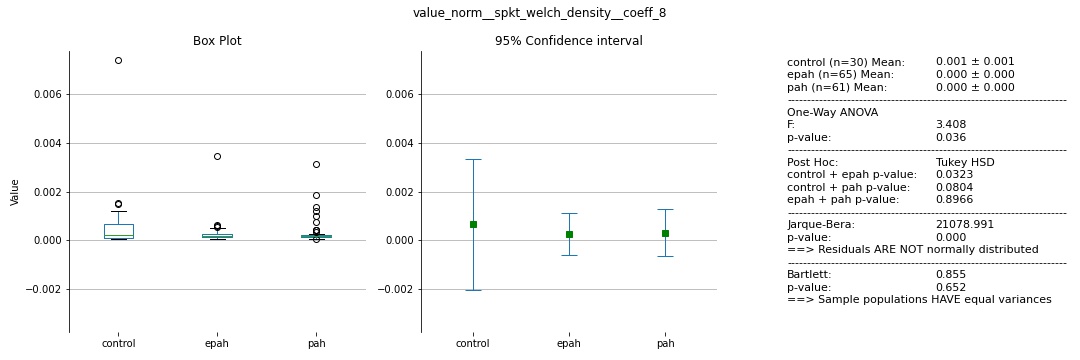 value_norm__spkt_welch_density__coeff_8
Box Plot
Value
0.006
0.004
0.002
0.000
−0.002
control
epah
pah
95% Confidence interval
0.006
0.004
0.002
0.000
−0.002
control
epah
pah
control (n=30) Mean: 0.001 ± 0.001
epah (n=65) Mean: 0.000 ± 0.000
pah (n=61) Mean: 0.000 ± 0.000
One-Way ANOVA
F: 3.408
p-value: 0.036
Post Hoc: Tukey HSD
control + epah p-value: 0.0323
control + pah p-value: 0.0804
epah + pah p-value: 0.8966
Jarque-Bera: 21078.991
p-value: 0.000
==> Residuals ARE NOT normally distributed
Bartlett: 0.855
p-value: 0.652
==> Sample populations HAVE equal variances